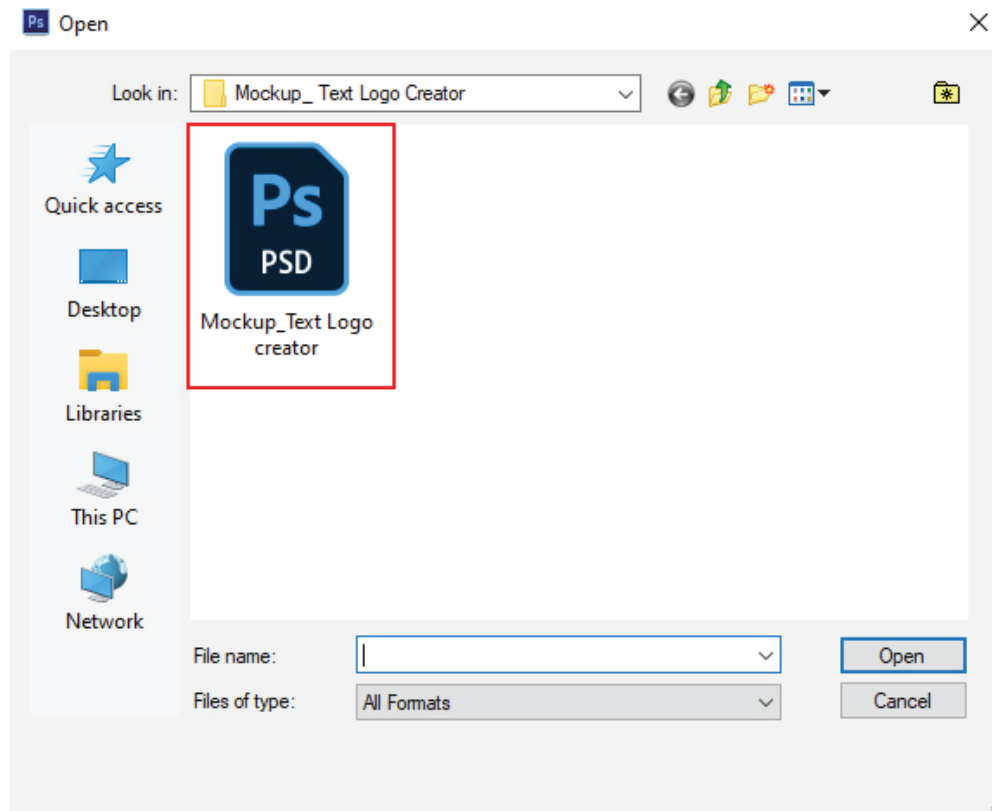 Ps Open
Look in: Mockup_ Text Logo Creator
Ps
PSD
Mockup_Text Logo
creator
Quick access
Desktop
Libraries
This PC
Network
File name: Open
Files of type: All Formats Cancel